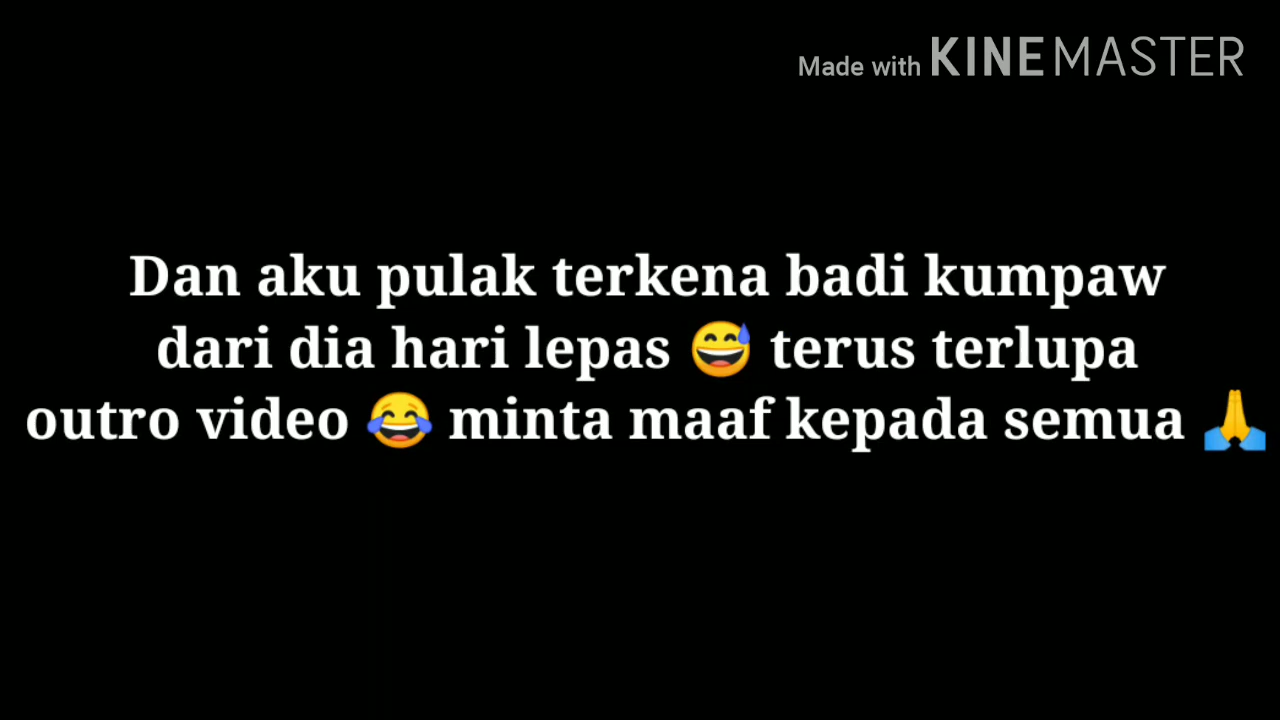 Made with KINEMASTER
Dan aku pulak terkena badi kumpaw
dari dia hari lepas 😅 terus terlupa
outro video 😂 minta maaf kepada semua 🙏